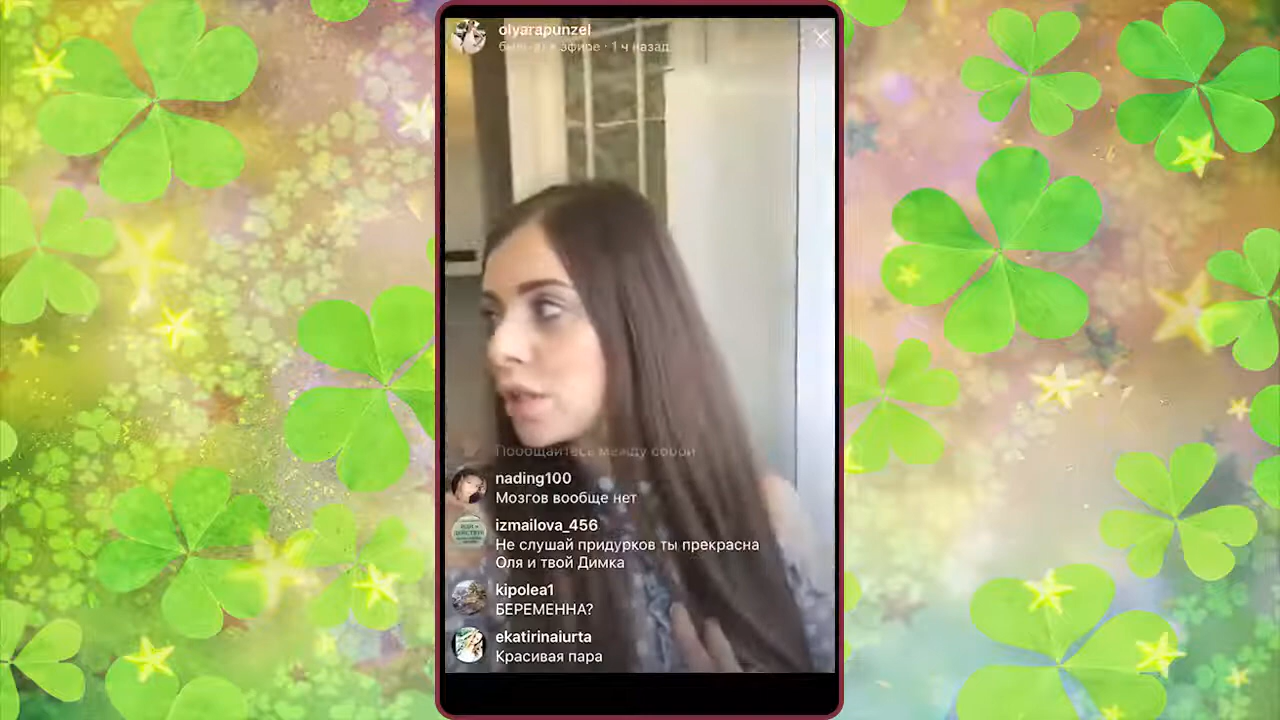 olyarapunzel
был(-а) в эфире · 1 ч назад
Пообщайтесь между собой
nading100
Мозгов вообще нет
izmailova_456
Не слушай придурков ты прекрасна
Оля и твой Димка
kipolea1
БЕРЕМЕННА?
ekatirinaiurta
Красивая пара